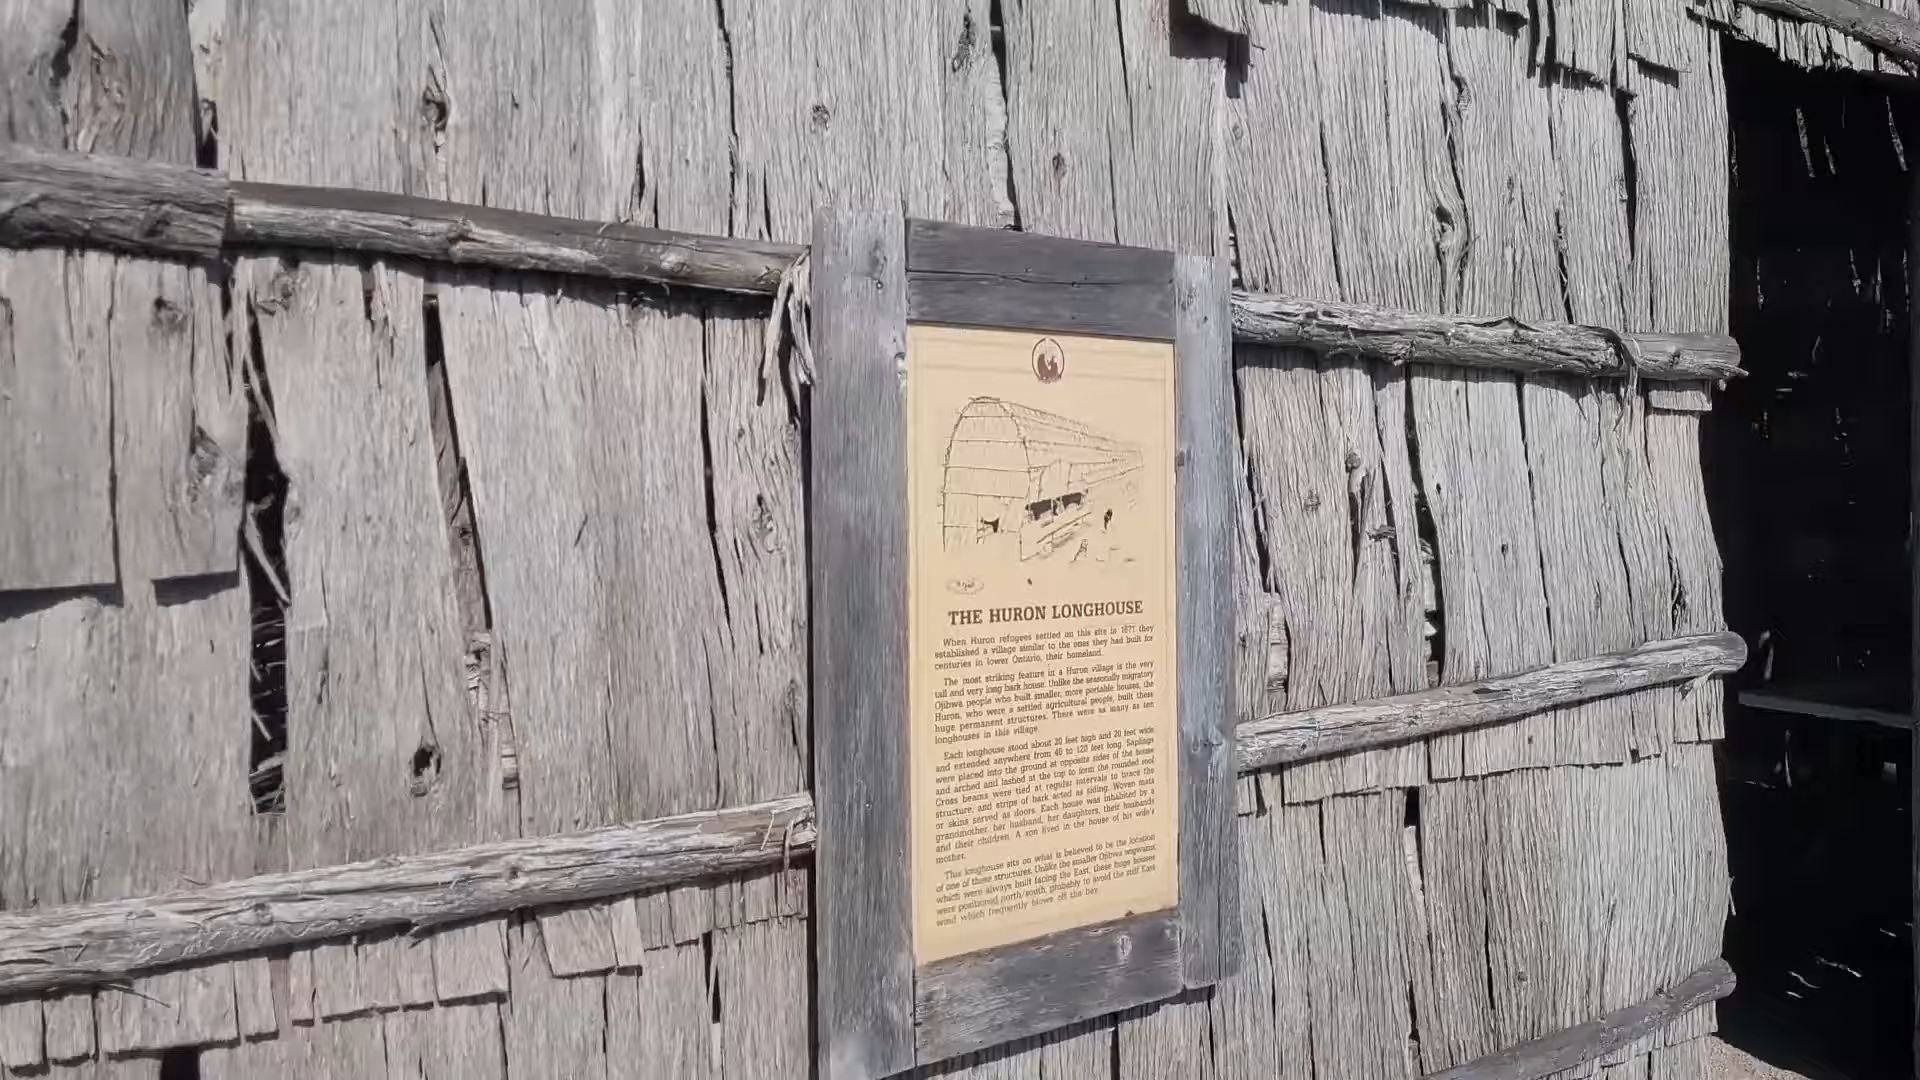 THE HURON LONGHOUSE
When Huron refugees settled on this site in 1671 they
established a village similar to the ones they had built for
centuries in lower Ontario, their homeland.
The most striking feature in a Huron village is the very
tall and very long bark house. Unlike the seasonally migratory
Ojibwa people who built smaller, more portable houses, the
Huron, who were a settled agricultural people, built these
huge permanent structures. There were as many as ten
longhouses in this village.
Each longhouse stood about 20 feet high and 20 feet wide
and extended anywhere from 40 to 120 feet long. Saplings
were placed into the ground at opposite sides of the house
and arched and lashed at the top to form the rounded roof.
Cross beams were tied at regular intervals to brace the
structure, and strips of bark acted as siding. Woven mats
or skins served as doors. Each house was inhabited by a
grandmother, her husband, her daughters, their husbands
and their children. A son lived in the house of his wife's
mother.
This longhouse sits on what is believed to be the location
of one of those structures. Unlike the smaller Ojibwa wigwams
which were always built facing the East, these huge houses
were positioned north/south, probably to avoid the stiff East
wind which frequently blows off the bay.